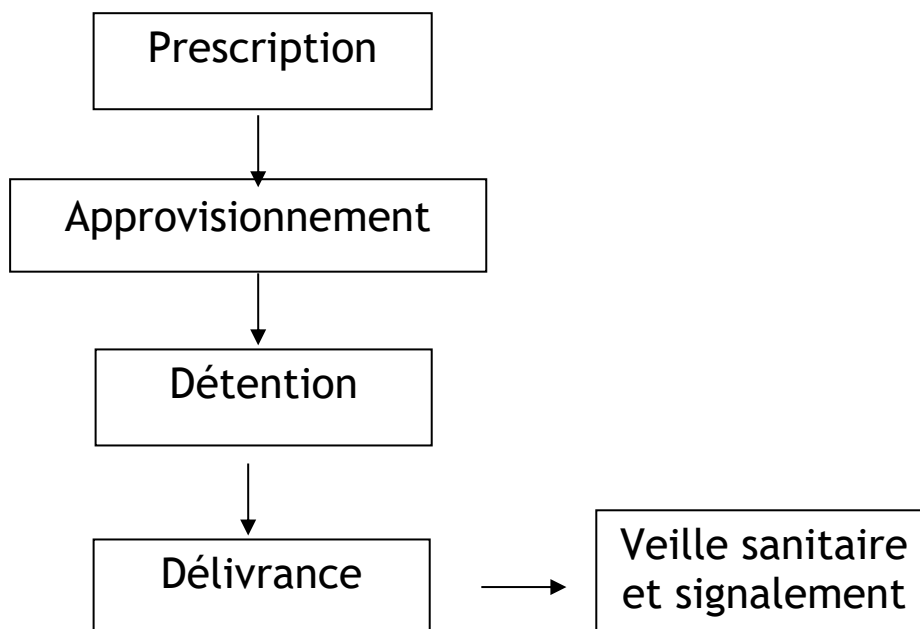 Prescription
Approvisionnement
Détention
Délivrance
Veille sanitaire
et signalement